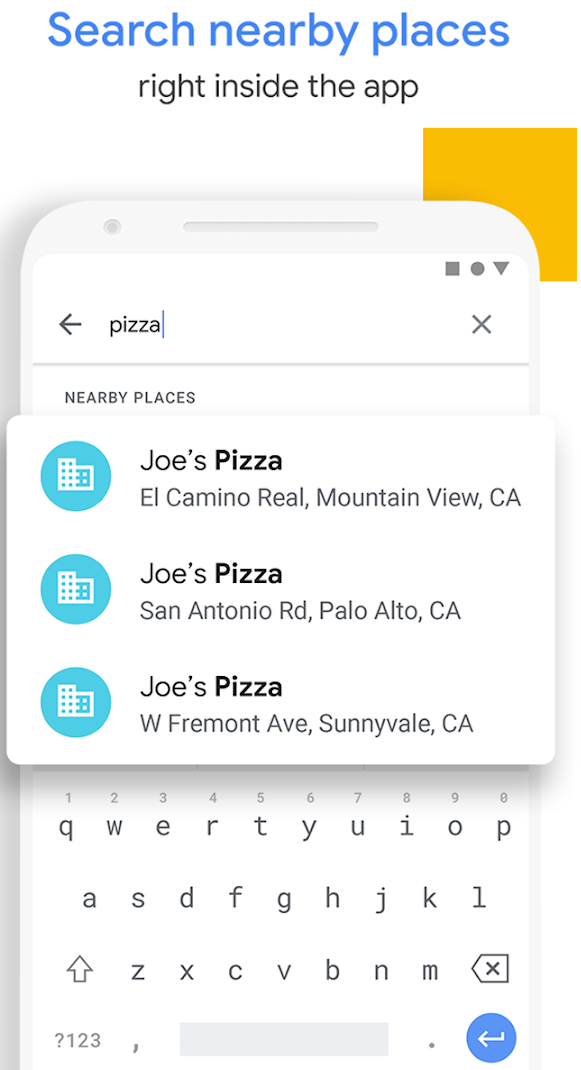 Search nearby places
right inside the app
pizza
NEARBY PLACES
Joe's Pizza
El Camino Real, Mountain View, CA
Joe's Pizza
San Antonio Rd, Palo Alto, CA
Joe's Pizza
W Fremont Ave, Sunnyvale, CA
1 2 3 4 5 6 7 8 9 0
q w e r t y u i o p
a s d f g h j k l
z x c v b n m
?123 , .